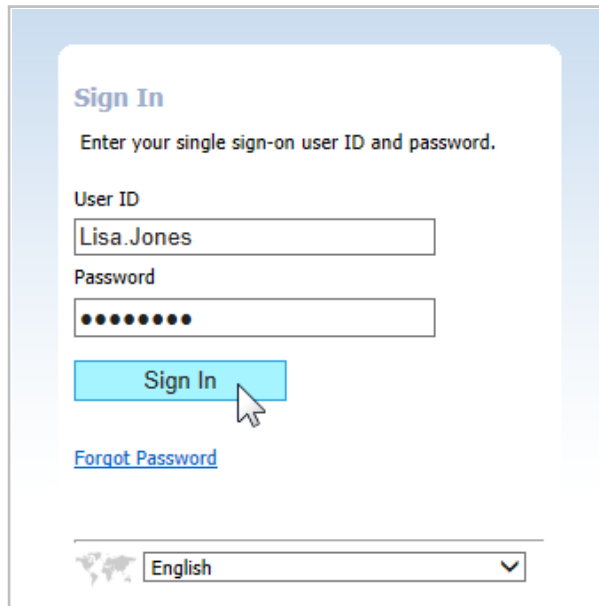 Sign In
Enter your single sign-on user ID and password.
User ID
Lisa.Jones
Password
••••••••
Sign In
Forgot Password
English